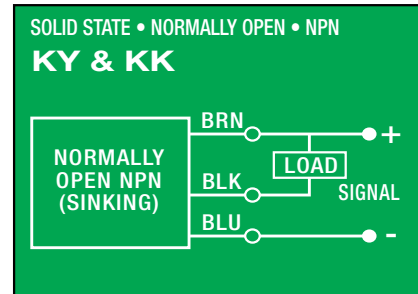 SOLID STATE • NORMALLY OPEN • NPN
KY & KK
BRN
+
NORMALLY
OPEN NPN
(SINKING)
LOAD
BLK
SIGNAL
BLU
-